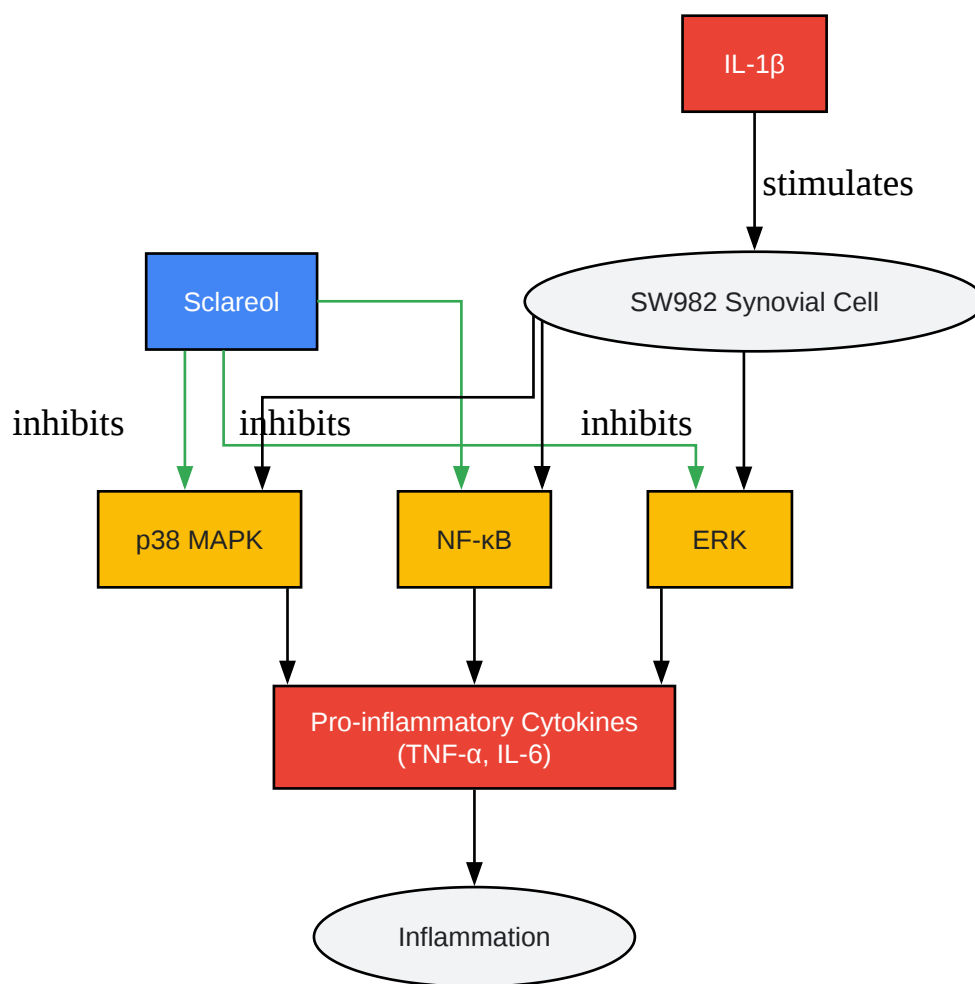 IL-1β
stimulates
Sclareol
SW982 Synovial Cell
inhibits
inhibits
inhibits
p38 MAPK
NF-κB
ERK
Pro-inflammatory Cytokines
(TNF-α, IL-6)
Inflammation